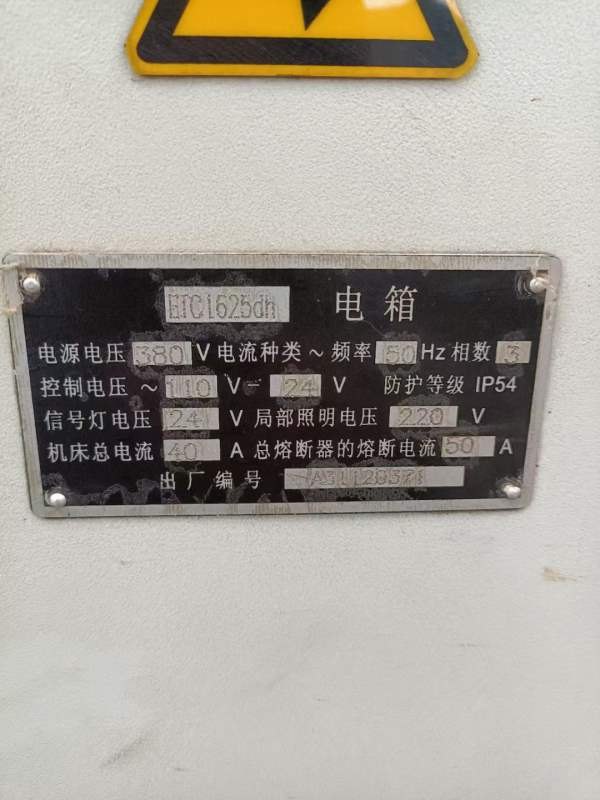 ETC1625dh 电箱
电源电压 380 V 电流种类 ~ 频率 50 Hz 相数 3
控制电压 ~ 110 V — 24 V 防护等级 IP54
信号灯电压 24 V 局部照明电压 220 V
机床总电流 40 A 总熔断器的熔断电流 50 A
出厂编号